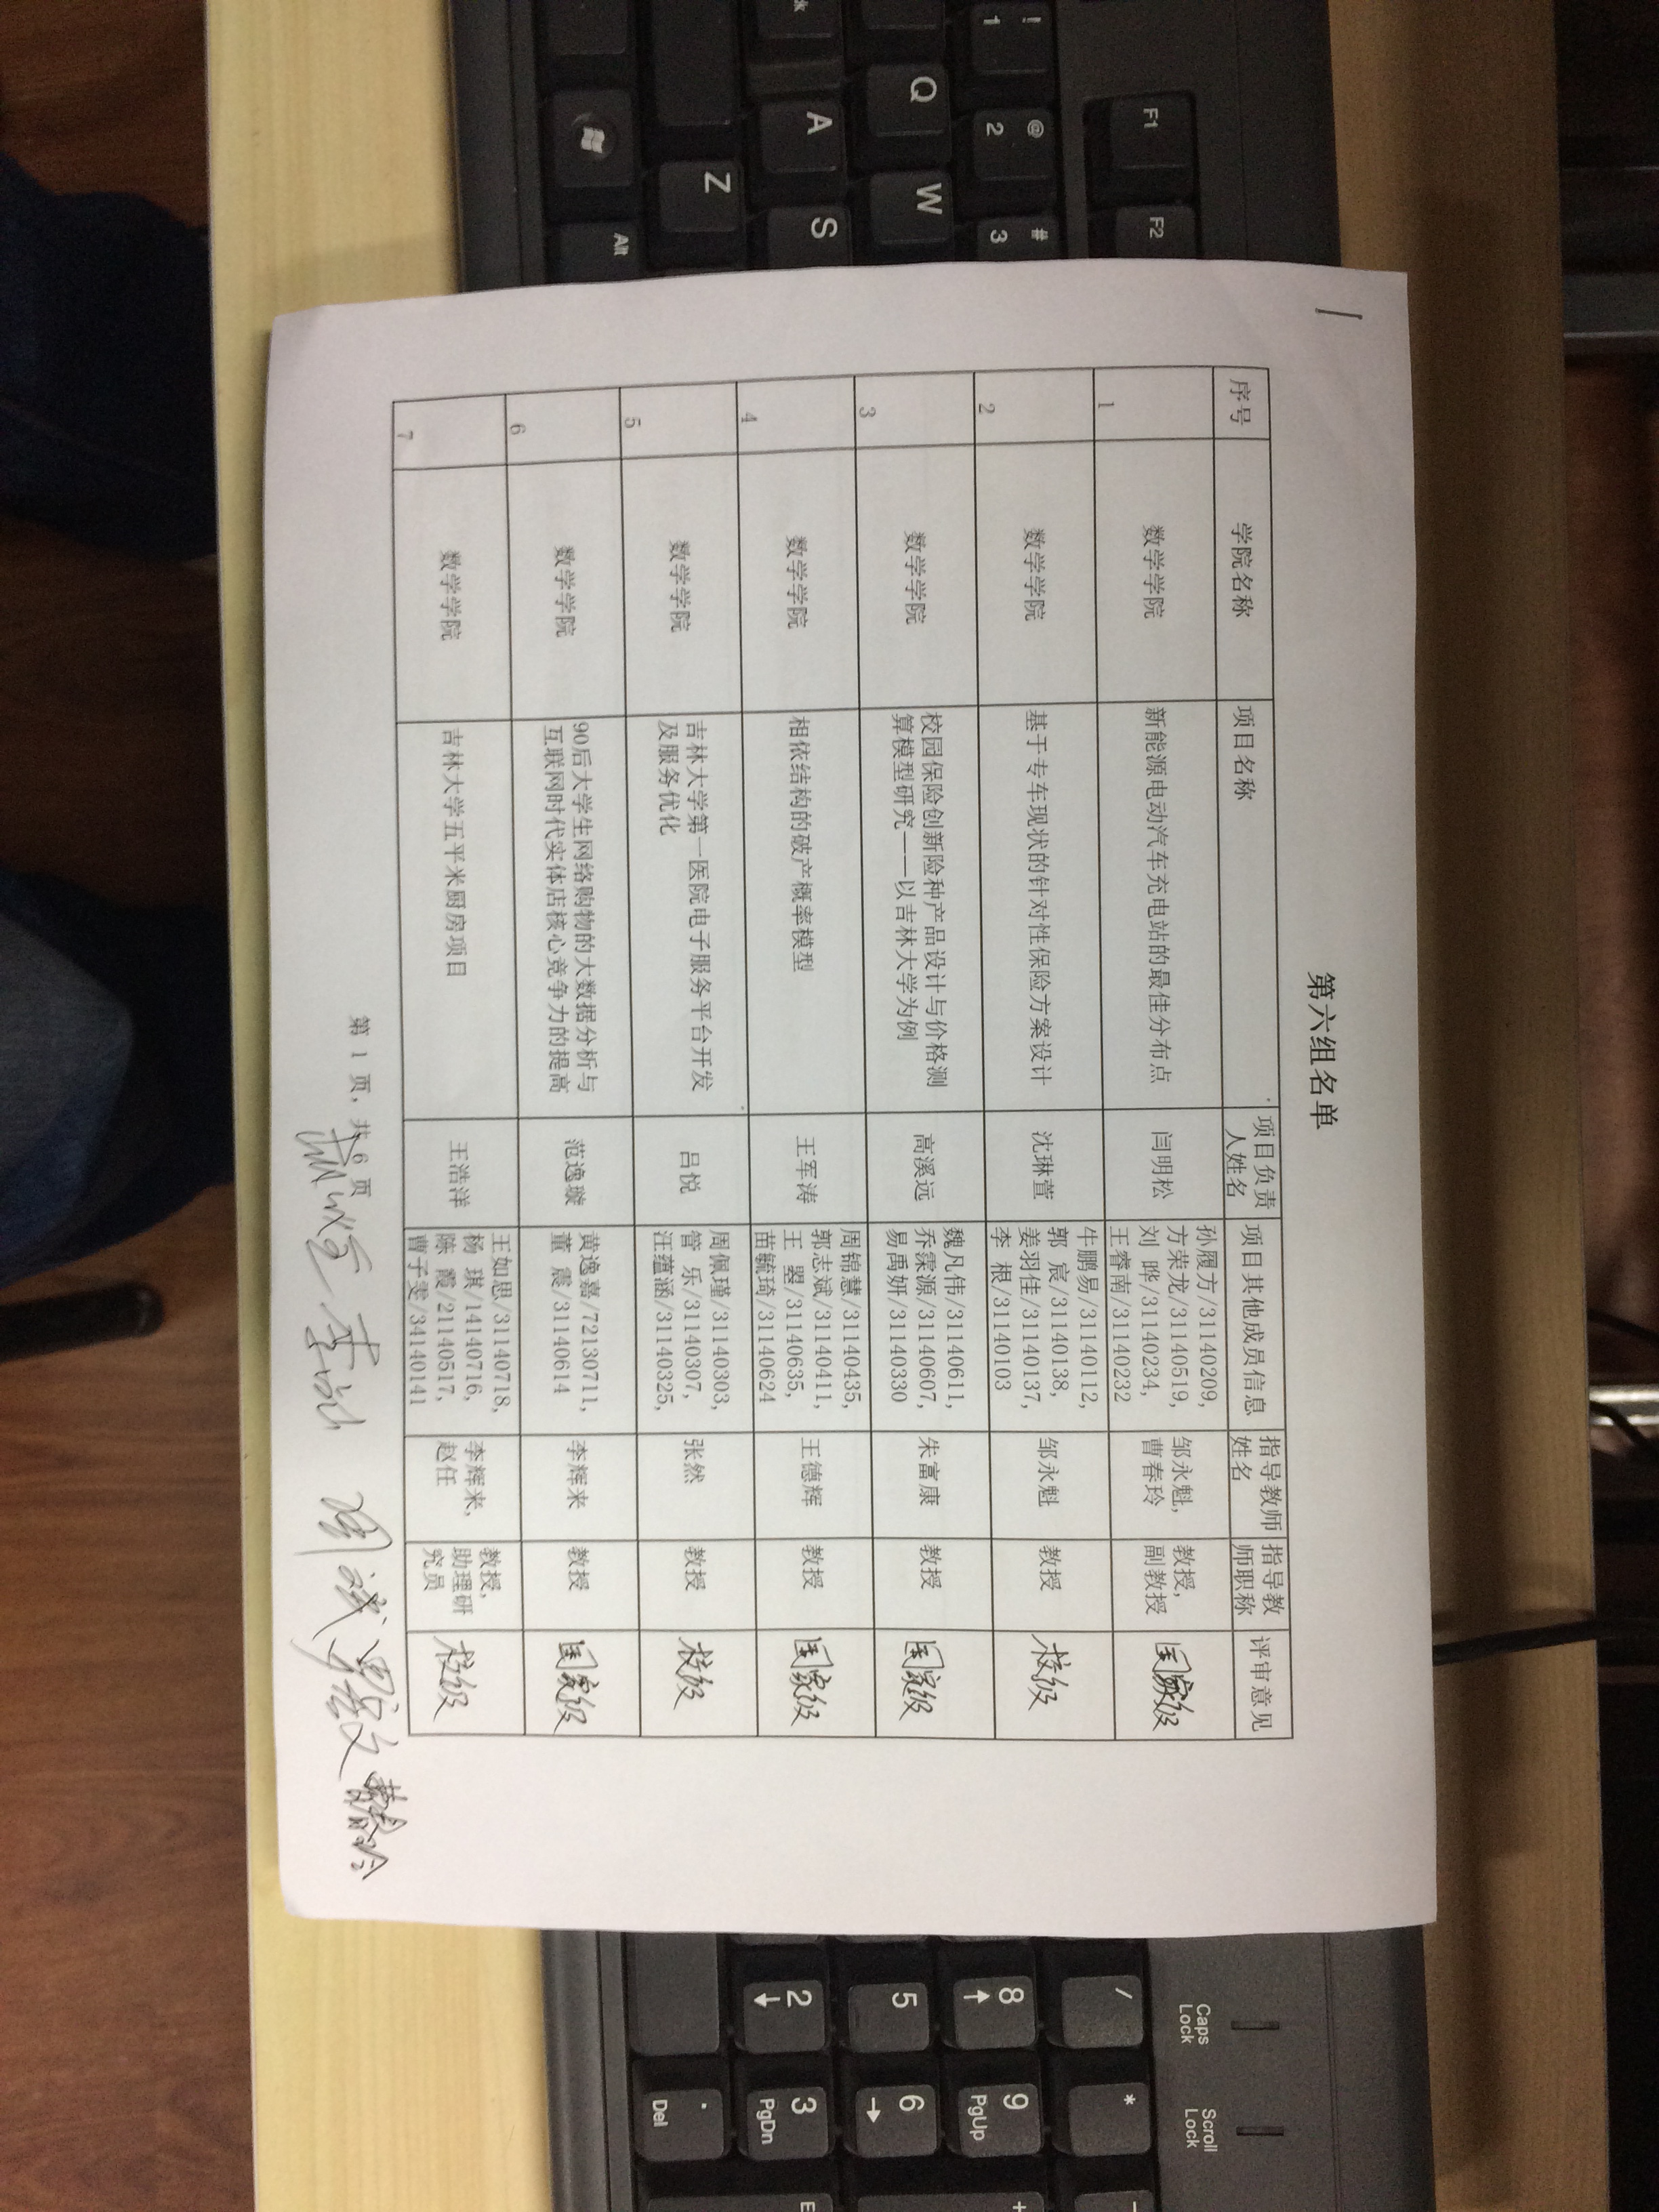 第六组名单
序号 学院名称 项目名称 项目负责人姓名 项目其他成员信息 指导教师姓名 指导教师职称 评审意见
1 数学学院 新能源电动汽车充电站的最佳分布点 闫明松 孙履方/31140209, 方荣龙/31140519, 刘 晔/31140234, 王睿南/31140232 邹永魁, 曹春玲 教授, 副教授 国家级
2 数学学院 基于专车现状的针对性保险方案设计 沈琳萱 牛鹏易/31140112, 郭 宸/31140138, 姜羽佳/31140137, 李 根/31140103 邹永魁 教授 校级
3 数学学院 校园保险创新险种产品设计与价格测算模型研究——以吉林大学为例 高溪远 魏凡伟/31140611, 乔霂源/31140607, 易禹妍/31140330 朱富康 教授 国家级
4 数学学院 相依结构的破产概率模型 王军涛 周锦慧/31140435, 郭志斌/31140411, 王 /31140635, 苗毓琦/31140624 王德辉 教授 国家级
5 数学学院 吉林大学第一医院电子服务平台开发及服务优化 吕悦 周佩瑾/31140303, 管 乐/31140307, 汪蕴涵/31140325, 张然 教授 校级
6 数学学院 90后大学生网络购物的大数据分析与互联网时代实体店核心竞争力的提高 范逸璇 黄逸嘉/72130711, 董 震/31140614 李辉来 教授 国家级
7 数学学院 吉林大学五平米厨房项目 王浩洋 王如思/31140718, 杨 琪/14140716, 陈 霞/21140517, 曹子雯/34140141 李辉来, 赵任 教授, 助理研究员 校级
第 1 页, 共 6 页
曹春玲
F1
F2
Caps Lock
Scroll Lock
! 1
@ 2
# 3
Q
W
A
S
Z
Alt
/
*
8
9 PgUp
5
6
2
3 PgDn
. Del